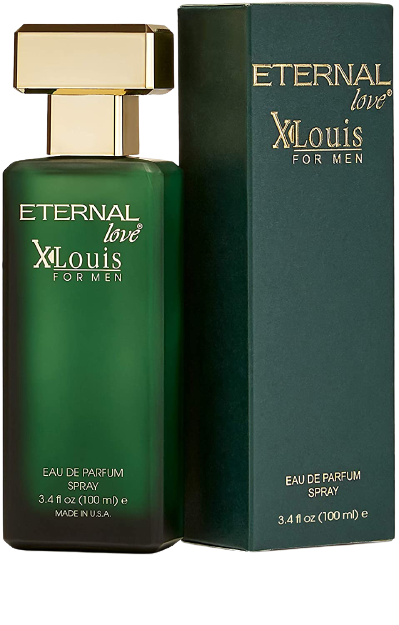 ETERNAL
love®
XLouis
FOR MEN
EAU DE PARFUM
SPRAY
3.4 fl oz (100 ml) e
MADE IN U.S.A.
ETERNAL
love®
XLouis
FOR MEN
EAU DE PARFUM
SPRAY
3.4 fl oz (100 ml) e